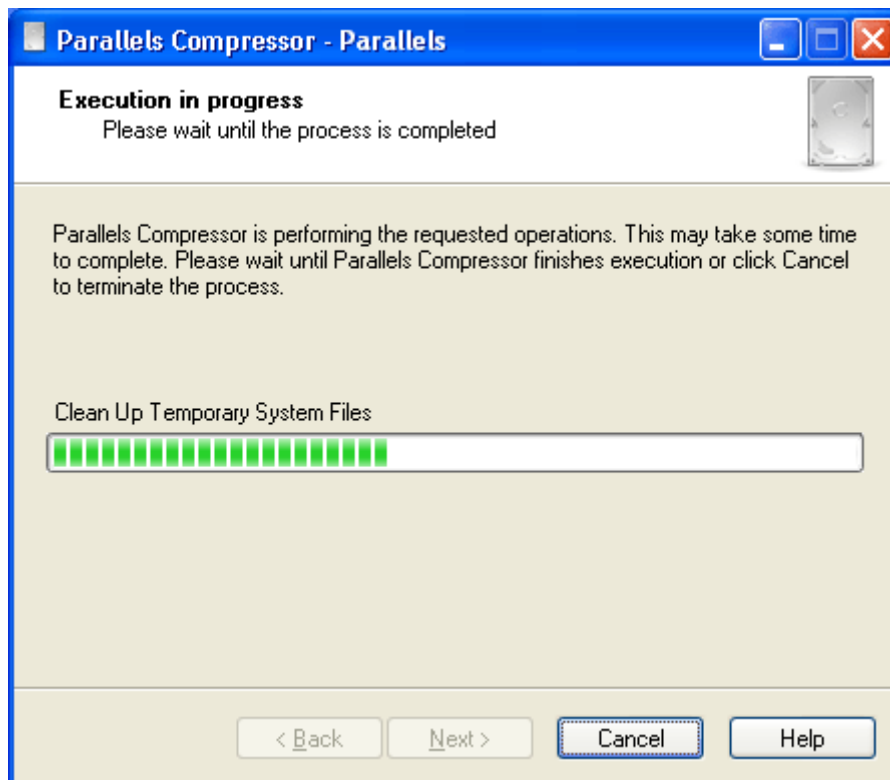 Parallels Compressor - Parallels
Execution in progress
Please wait until the process is completed
Parallels Compressor is performing the requested operations. This may take some time
to complete. Please wait until Parallels Compressor finishes execution or click Cancel
to terminate the process.
Clean Up Temporary System Files
< Back Next > Cancel Help